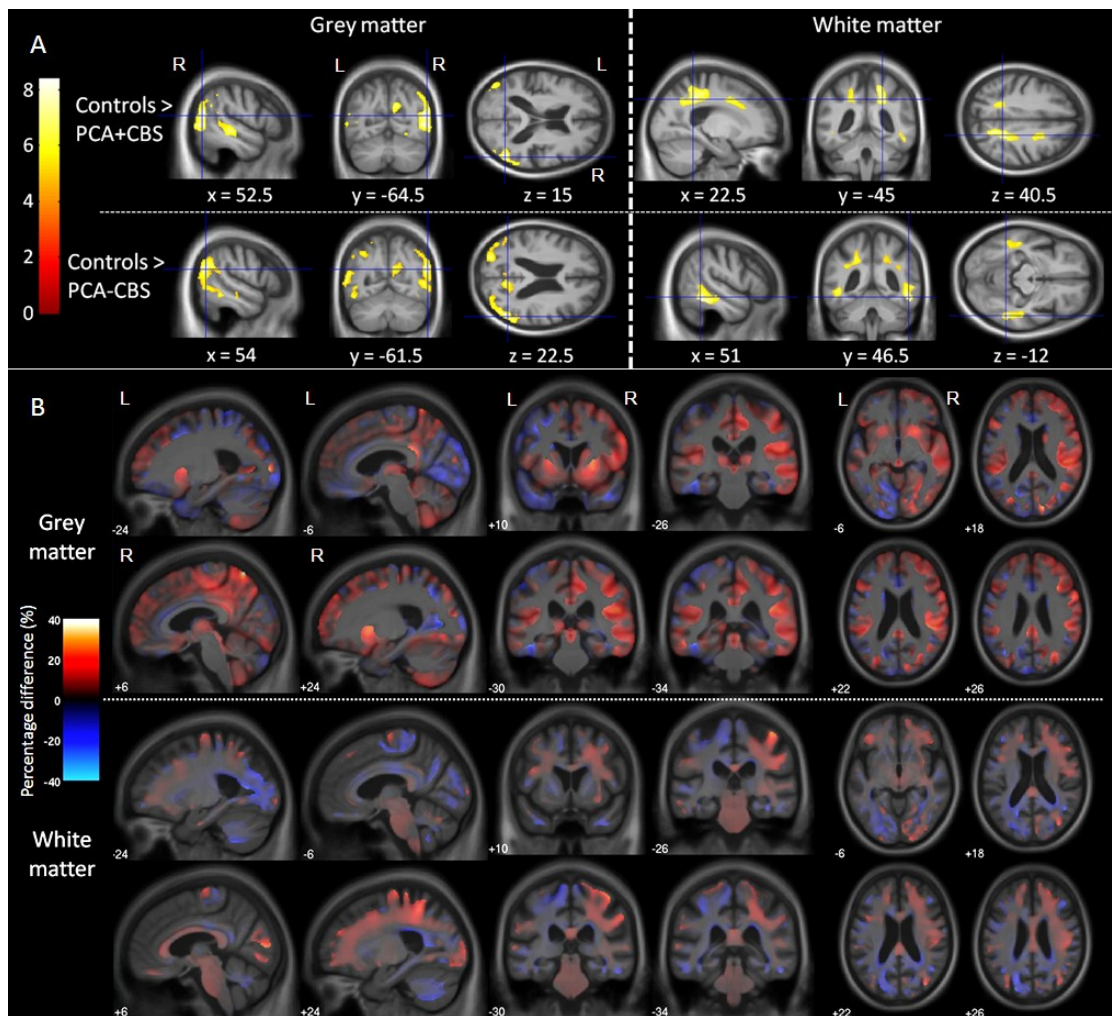 Grey matter
White matter
A
R
L
R
L
R
8
6
4
2
0
Controls >
PCA+CBS
x = 52.5
y = -64.5
z = 15
x = 22.5
y = -45
z = 40.5
Controls >
PCA-CBS
x = 54
y = -61.5
z = 22.5
x = 51
y = 46.5
z = -12
B
L
L
L
R
L
R
-24
-6
+10
-26
-6
+18
Grey
matter
R
R
+6
+24
-30
-34
+22
+26
Percentage difference (%)
40
20
0
0
-20
-40
White
matter
-24
-6
+10
-26
-6
+18
+6
+24
-30
-34
+22
+26